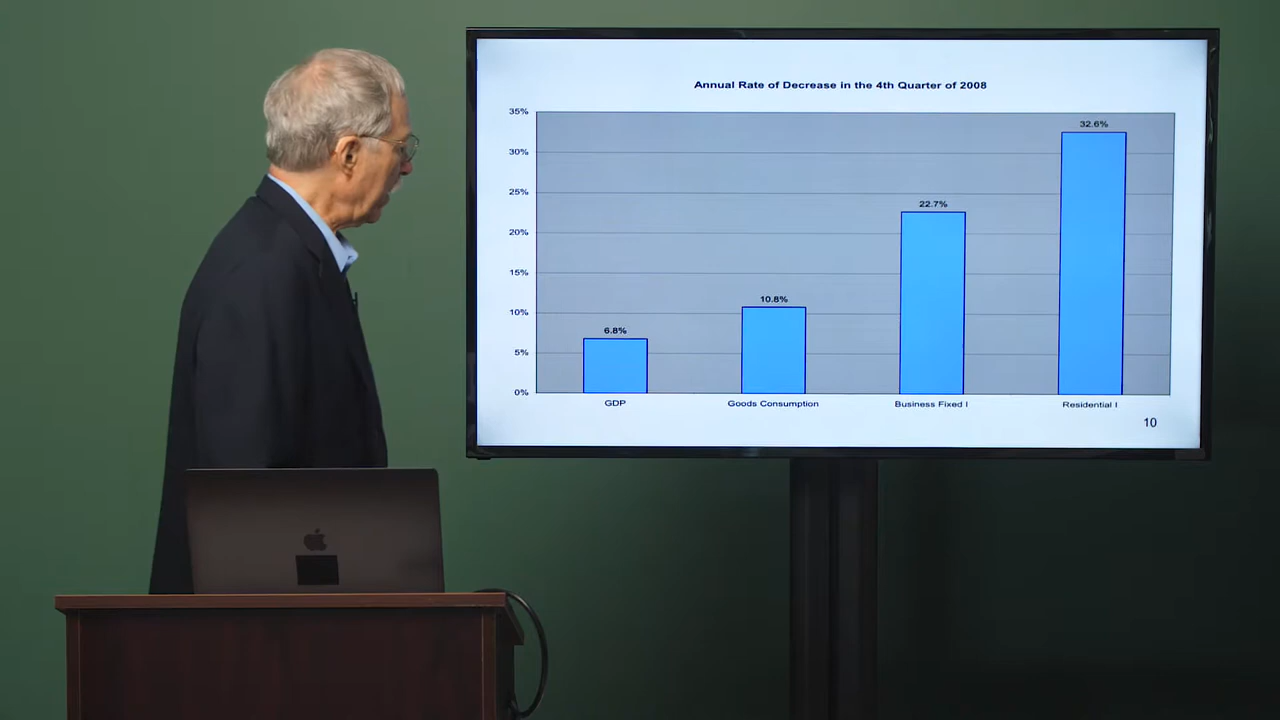 Annual Rate of Decrease in the 4th Quarter of 2008
35%
30%
25%
20%
15%
10%
5%
0%
6.8%
10.8%
22.7%
32.6%
GDP
Goods Consumption
Business Fixed I
Residential I
10